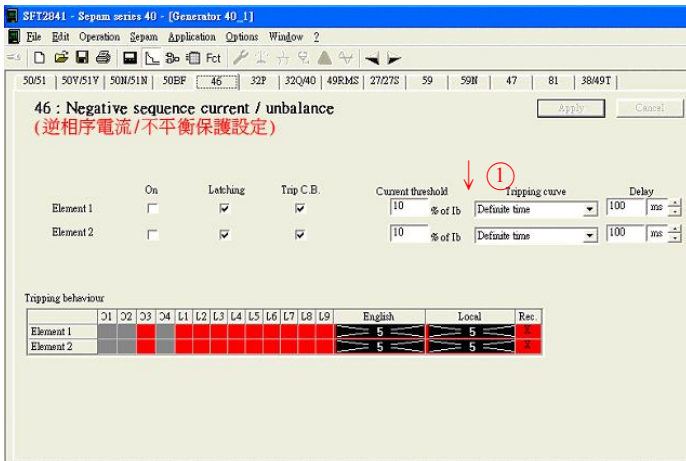 SFT2841 - Sepam series 40 - [Generator 40_1]
File Edit Operation Sepam Application Options Window ?
Fct
50/51 50V/51V 50N/51N 50BF 46 32P 32Q/40 49RMS 27/27S 59 59N 47 81 38/49T
46 : Negative sequence current / unbalance
Apply Cancel
(逆相序電流/不平衡保護設定)
①
On Latching Trip C.B. Current threshold Tripping curve Delay
Element 1 10 % of Ib Definite time 100 ms
Element 2 10 % of Ib Definite time 100 ms
Tripping behaviour
O1 O2 O3 O4 L1 L2 L3 L4 L5 L6 L7 L8 L9 English Local Rec.
Element 1 5 5 X
Element 2 5 5 X